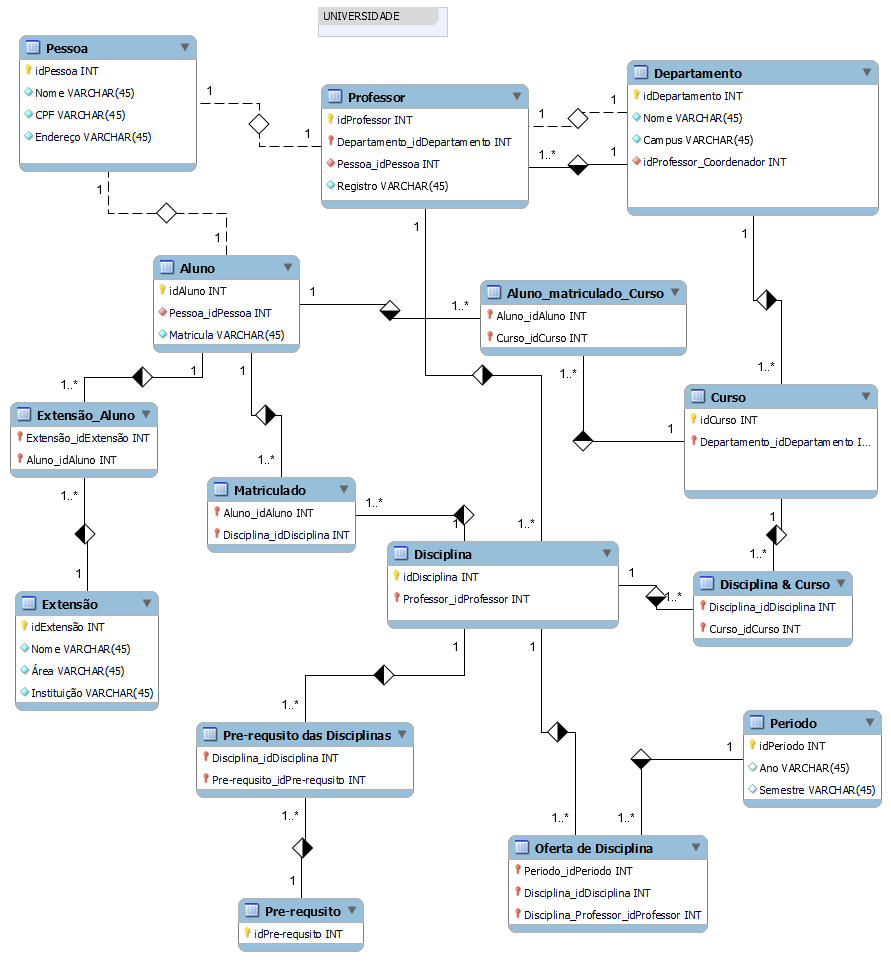 UNIVERSIDADE
Pessoa
idPessoa INT
Nome VARCHAR(45)
CPF VARCHAR(45)
Endereço VARCHAR(45)
1
1
Professor
idProfessor INT
Departamento_idDepartamento INT
Pessoa_idPessoa INT
Registro VARCHAR(45)
1
1
1..*
1
Departamento
idDepartamento INT
Nome VARCHAR(45)
Campus VARCHAR(45)
idProfessor_Coordenador INT
1
1
1
1
Aluno
idAluno INT
Pessoa_idPessoa INT
Matricula VARCHAR(45)
1
1..*
Aluno_matriculado_Curso
Aluno_idAluno INT
Curso_idCurso INT
1..*
1..*
1
1
1..*
1
Curso
idCurso INT
Departamento_idDepartamento I...
Extensão_Aluno
Extensão_idExtensão INT
Aluno_idAluno INT
1..*
1..*
1
Matriculado
Aluno_idAluno INT
Disciplina_idDisciplina INT
1..*
1
1..*
1
1..*
Disciplina
idDisciplina INT
Professor_idProfessor INT
1
1..*
Disciplina & Curso
Disciplina_idDisciplina INT
Curso_idCurso INT
Extensão
idExtensão INT
Nome VARCHAR(45)
Área VARCHAR(45)
Instituição VARCHAR(45)
1
1
1..*
Pre-requsito das Disciplinas
Disciplina_idDisciplina INT
Pre-requsito_idPre-requsito INT
1..*
1
Periodo
idPeriodo INT
Ano VARCHAR(45)
Semestre VARCHAR(45)
1
1..*
1..*
Oferta de Disciplina
Periodo_idPeriodo INT
Disciplina_idDisciplina INT
Disciplina_Professor_idProfessor INT
Pre-requsito
idPre-requsito INT